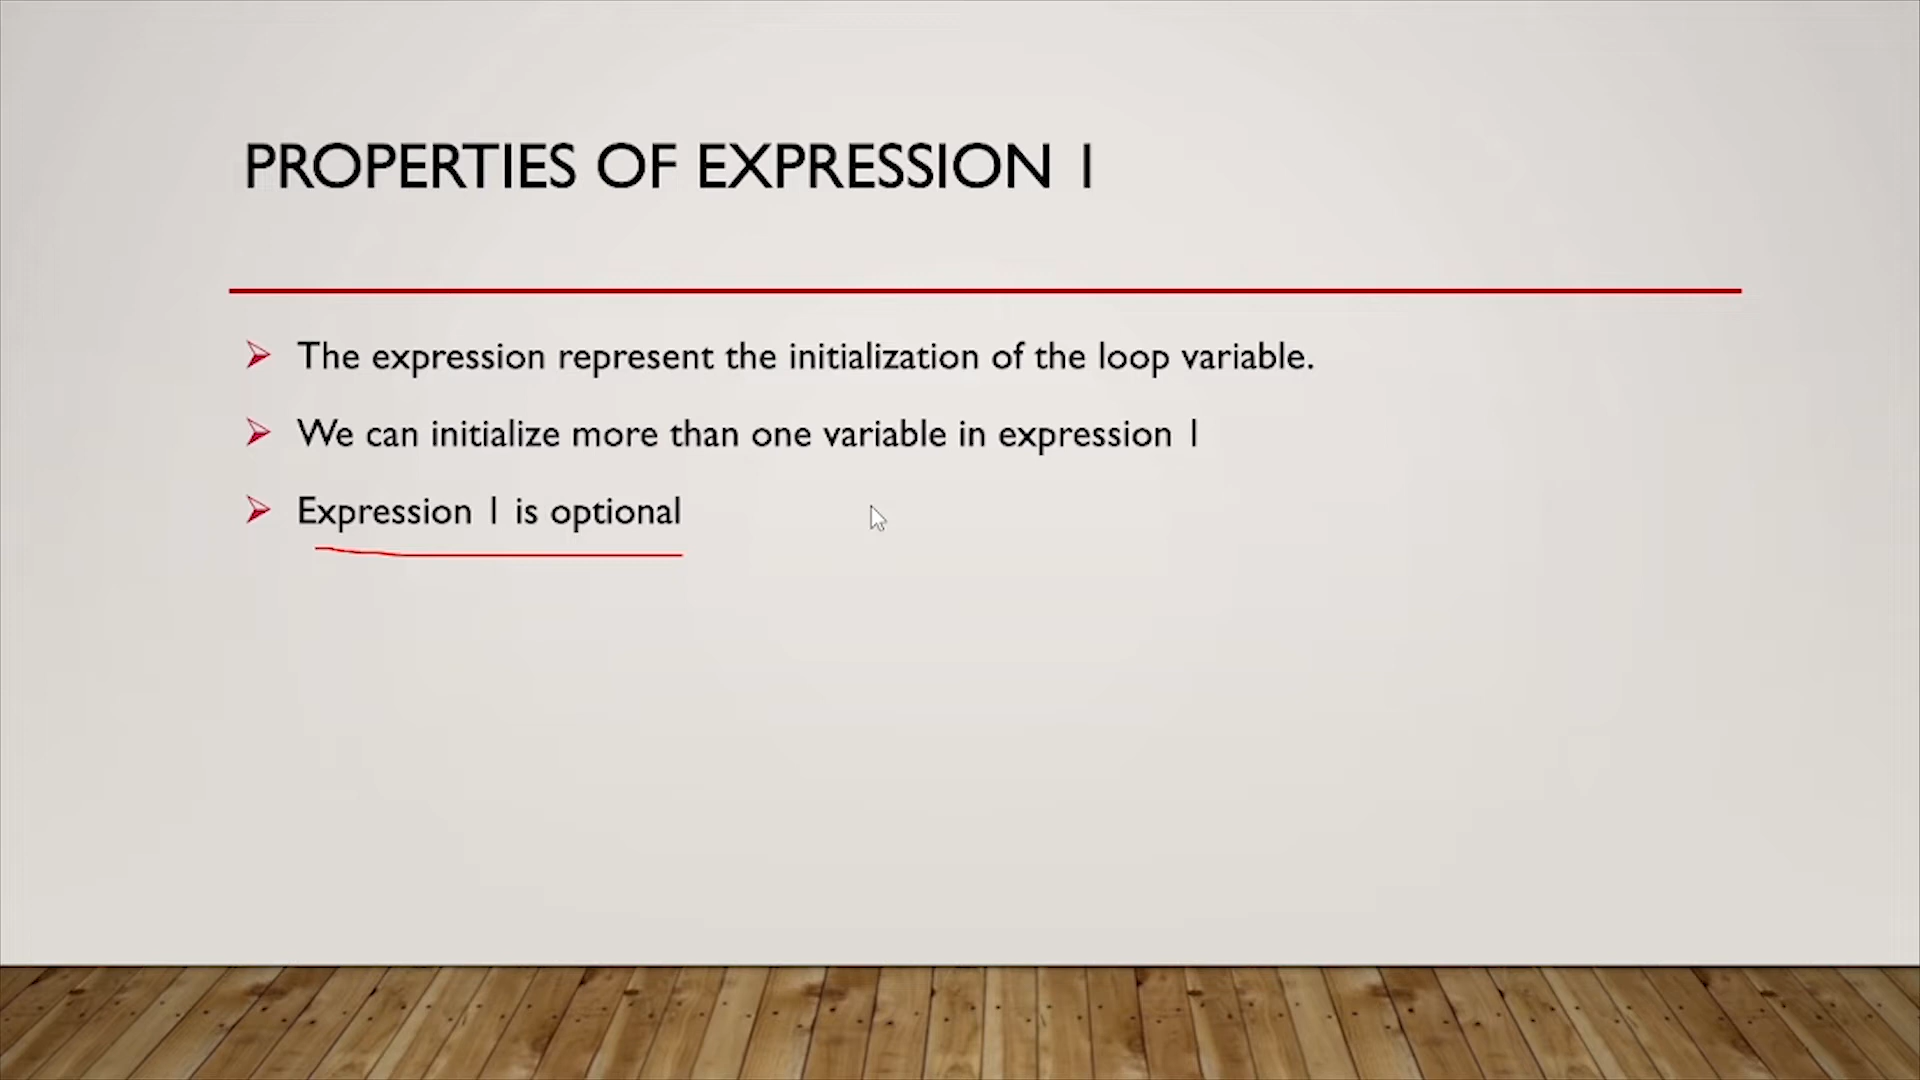 PROPERTIES OF EXPRESSION 1
The expression represent the initialization of the loop variable.
We can initialize more than one variable in expression 1
Expression 1 is optional